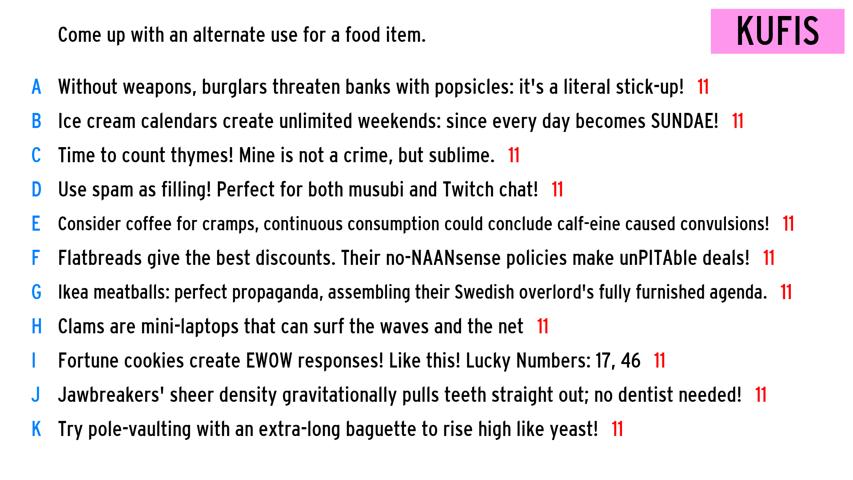 KUFIS
Come up with an alternate use for a food item.
A Without weapons, burglars threaten banks with popsicles: it's a literal stick-up! 11
B Ice cream calendars create unlimited weekends: since every day becomes SUNDAE! 11
C Time to count thymes! Mine is not a crime, but sublime. 11
D Use spam as filling! Perfect for both musubi and Twitch chat! 11
E Consider coffee for cramps, continuous consumption could conclude calf-eine caused convulsions! 11
F Flatbreads give the best discounts. Their no-NAANsense policies make unPITAble deals! 11
G Ikea meatballs: perfect propaganda, assembling their Swedish overlord's fully furnished agenda. 11
H Clams are mini-laptops that can surf the waves and the net 11
I Fortune cookies create EWOW responses! Like this! Lucky Numbers: 17, 46 11
J Jawbreakers' sheer density gravitationally pulls teeth straight out; no dentist needed! 11
K Try pole-vaulting with an extra-long baguette to rise high like yeast! 11